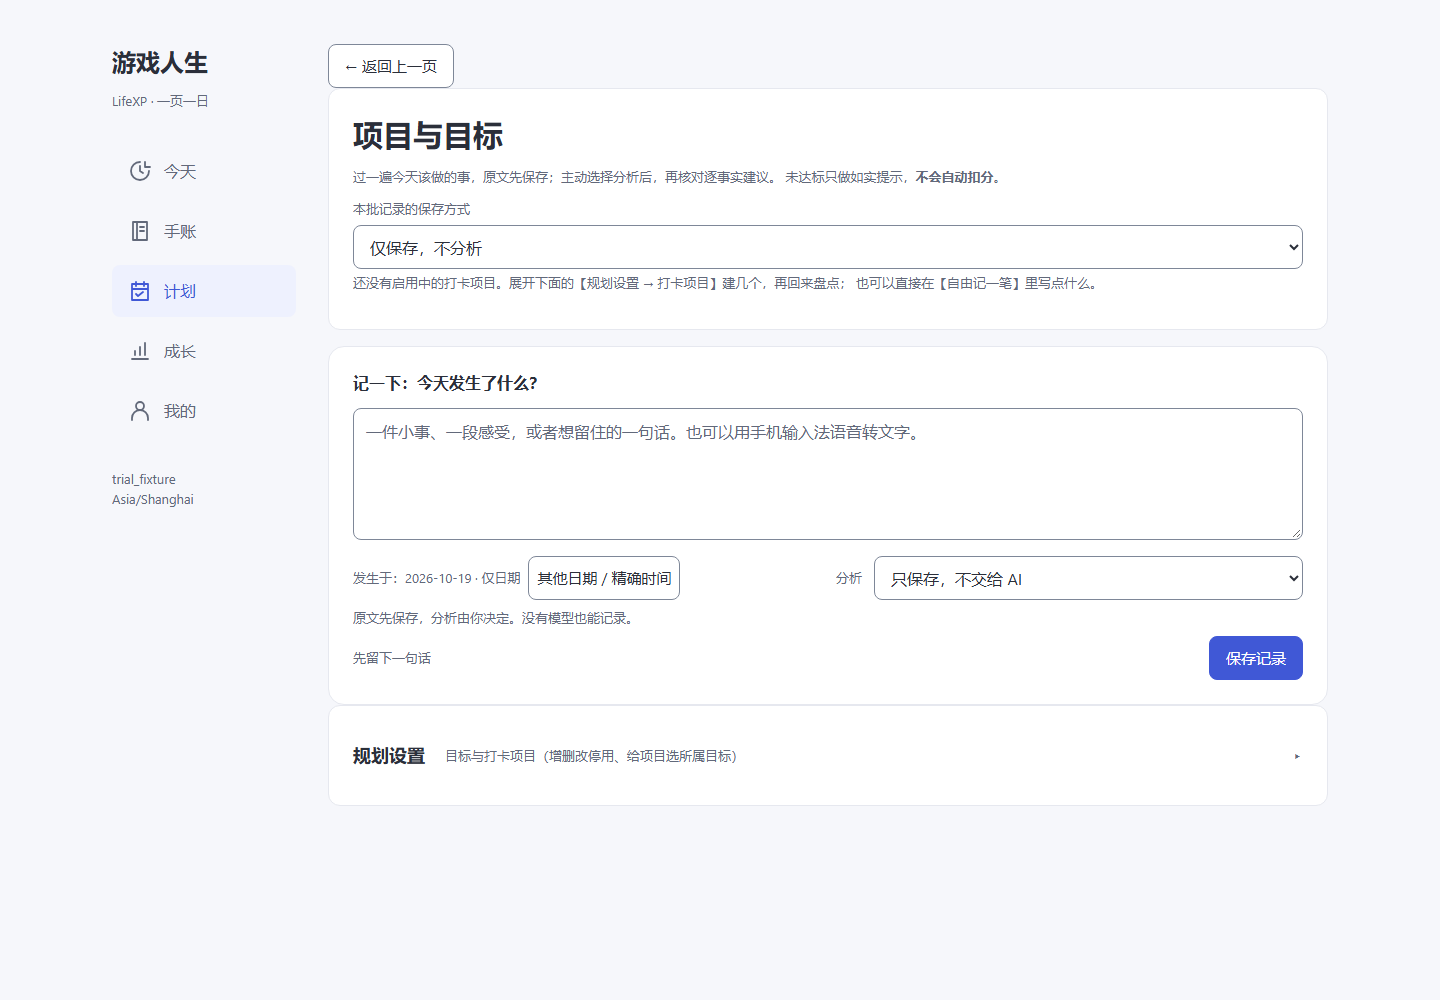 游戏人生
LifeXP · 一页一日
今天
手账
计划
成长
我的
trial_fixture
Asia/Shanghai
← 返回上一页
项目与目标
过一遍今天该做的事，原文先保存；主动选择分析后，再核对逐事实建议。 未达标只做如实提示，不会自动扣分。
本批记录的保存方式
仅保存，不分析
还没有启用中的打卡项目。展开下面的【规划设置 → 打卡项目】建几个，再回来盘点； 也可以直接在【自由记一笔】里写点什么。
记一下：今天发生了什么？
一件小事、一段感受，或者想留住的一句话。也可以用手机输入法语音转文字。
发生于：2026-10-19 · 仅日期
其他日期 / 精确时间
分析
只保存，不交给 AI
原文先保存，分析由你决定。没有模型也能记录。
先留下一句话
保存记录
规划设置
目标与打卡项目（增删改停用、给项目选所属目标）